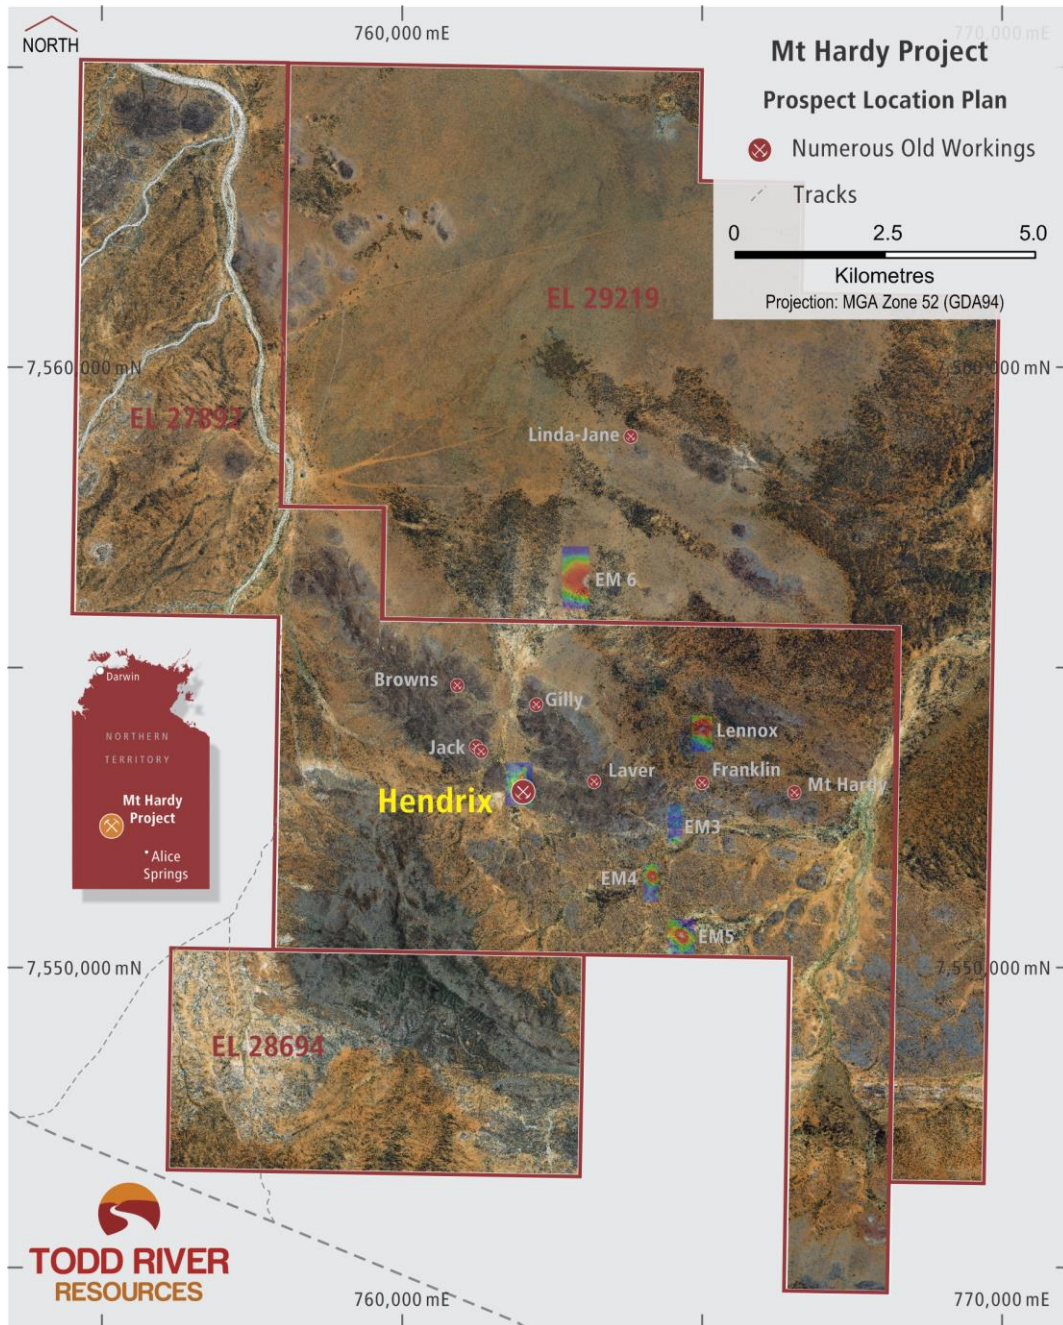 NORTH
760,000 mE
770,000 mE
Mt Hardy Project
Prospect Location Plan
Numerous Old Workings
Tracks
0 2.5 5.0
Kilometres
Projection: MGA Zone 52 (GDA94)
EL 29219
7,560,000 mN
7,560,000 mN
EL 27892
Linda-Jane
EM 6
Browns
Gilly
Jack
Lennox
Laver
Franklin
Mt Hardy
Hendrix
EM3
EM4
EM5
Darwin
NORTHERN
TERRITORY
Mt Hardy
Project
Alice
Springs
7,550,000 mN
7,550,000 mN
EL 28694
TODD RIVER
RESOURCES
760,000 mE
770,000 mE